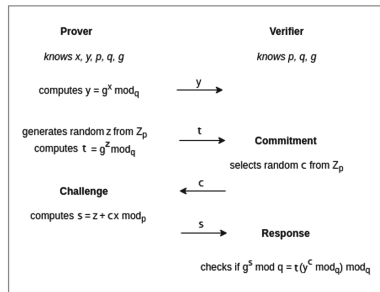 Prover Verifier
knows x, y, p, q, g knows p, q, g
computes y = g^x mod_q
y
generates random z from Z_p
t
computes t = g^z mod_q
Commitment
selects random c from Z_p
c
Challenge
computes s = z + cx mod_p
s
Response
checks if g^s mod q = t(y^c mod_q) mod_q